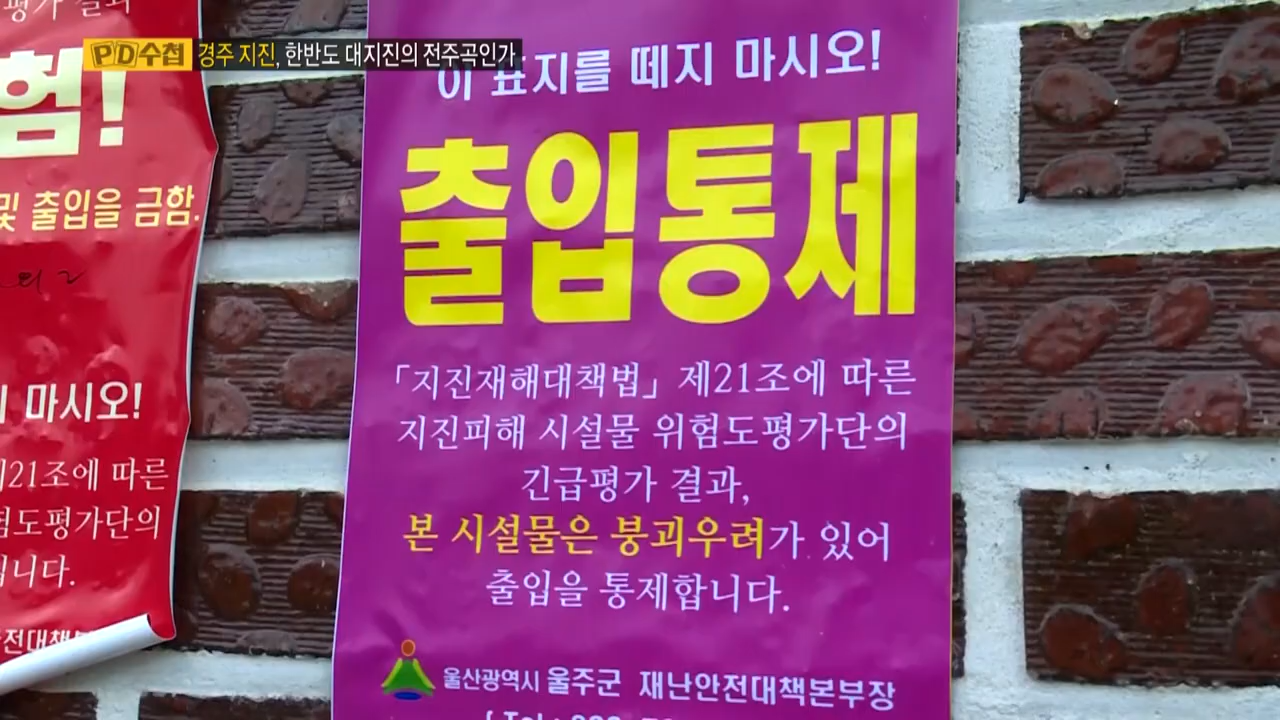 PD수첩 경주 지진, 한반도 대지진의 전주곡인가
험!
및 출입을 금함.
마시오!
21조에 따른
험도평가단의
니다.
전대책
이 표지를 떼지 마시오!
출입통제
「지진재해대책법」 제21조에 따른
지진피해 시설물 위험도평가단의
긴급평가 결과,
본 시설물은 붕괴우려가 있어
출입을 통제합니다.
울산광역시 울주군 재난안전대책본부장